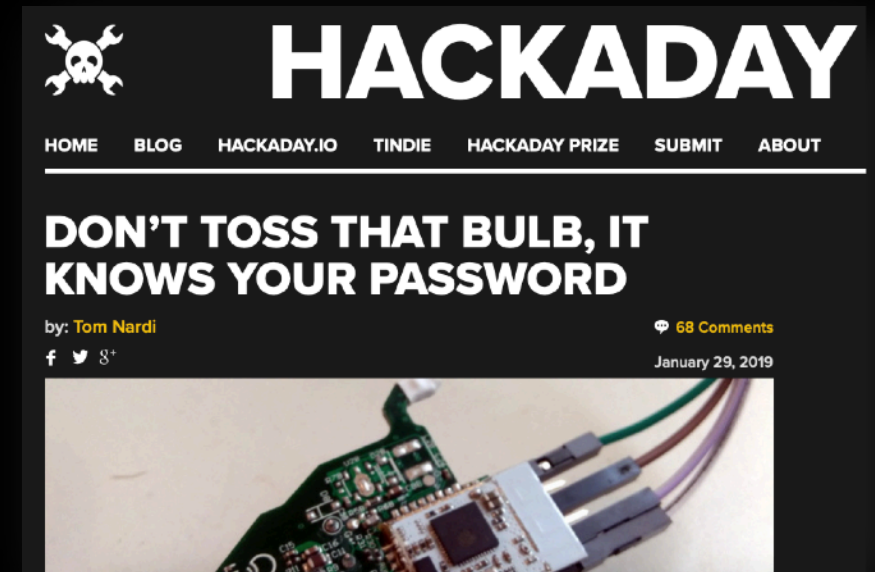 HACKADAY
HOME BLOG HACKADAY.IO TINDIE HACKADAY PRIZE SUBMIT ABOUT
DON'T TOSS THAT BULB, IT
KNOWS YOUR PASSWORD
by: Tom Nardi
68 Comments
f 8+
January 29, 2019